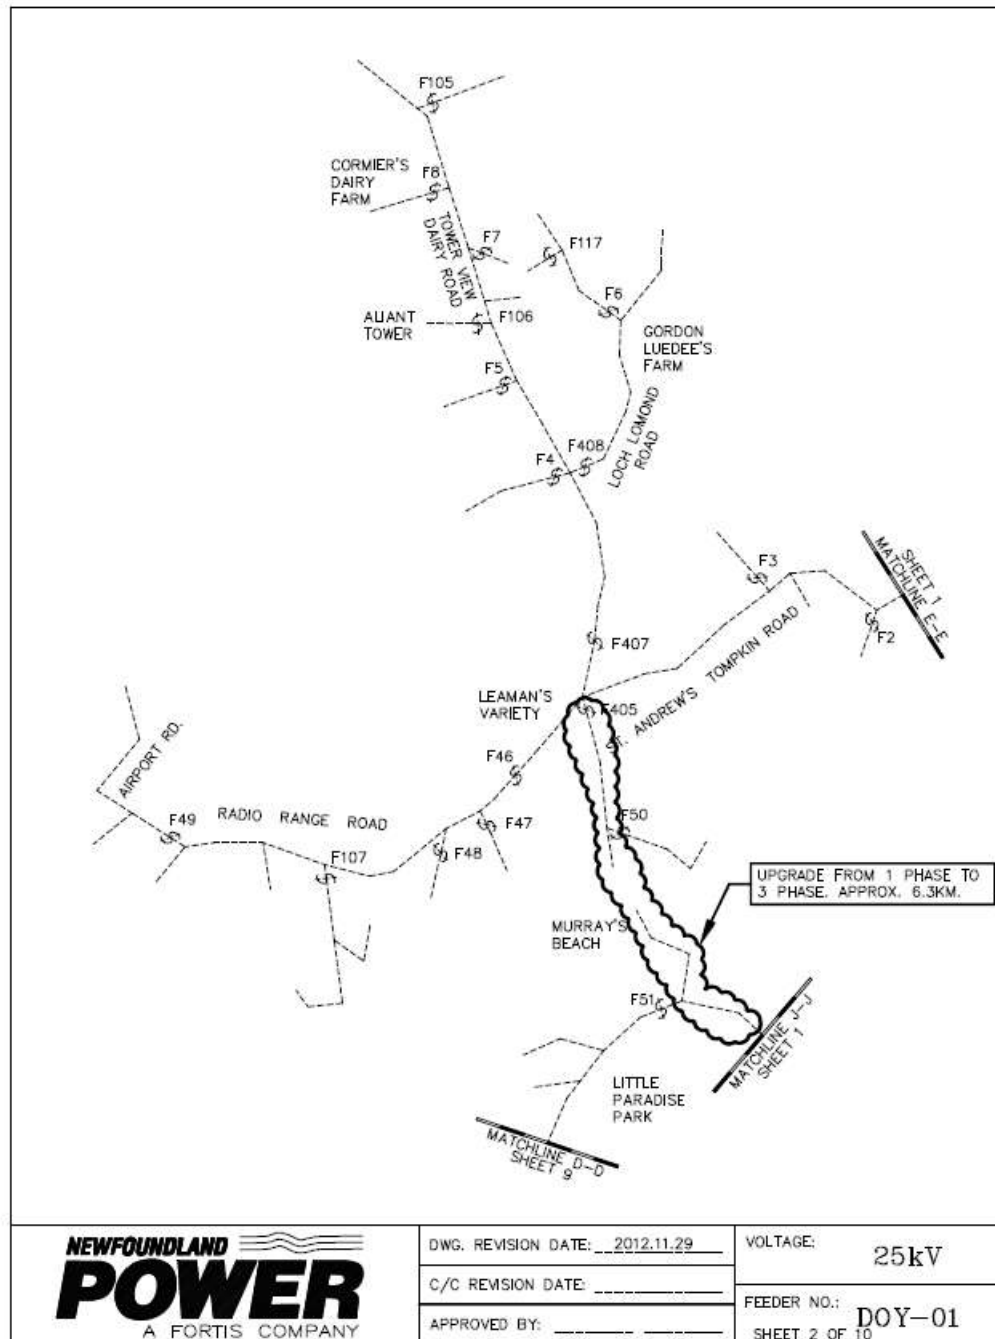 F105
CORMIER'S
DAIRY
FARM
F8
TOWER VIEW
DAIRY ROAD
F7
F117
F6
ALIANT
TOWER
F106
GORDON
LUEDEE'S
FARM
F5
F408
F4
LOCH LOMOND
ROAD
F3
SHEET 1
MATCHLINE E-E
F2
F407
ST. ANDREW'S TOMPKIN ROAD
LEAMAN'S
VARIETY
F405
AIRPORT RD.
F46
F49
RADIO RANGE ROAD
F47
F50
F48
F107
UPGRADE FROM 1 PHASE TO
3 PHASE. APPROX. 6.3KM.
MURRAY'S
BEACH
F51
MATCHLINE J-J
SHEET 1
LITTLE
PARADISE
PARK
MATCHLINE D-D
SHEET 9
NEWFOUNDLAND
POWER
A FORTIS COMPANY
DWG. REVISION DATE: 2012.11.29
C/C REVISION DATE:
APPROVED BY:
VOLTAGE:
25kV
FEEDER NO.: DOY-01
SHEET 2 OF 10